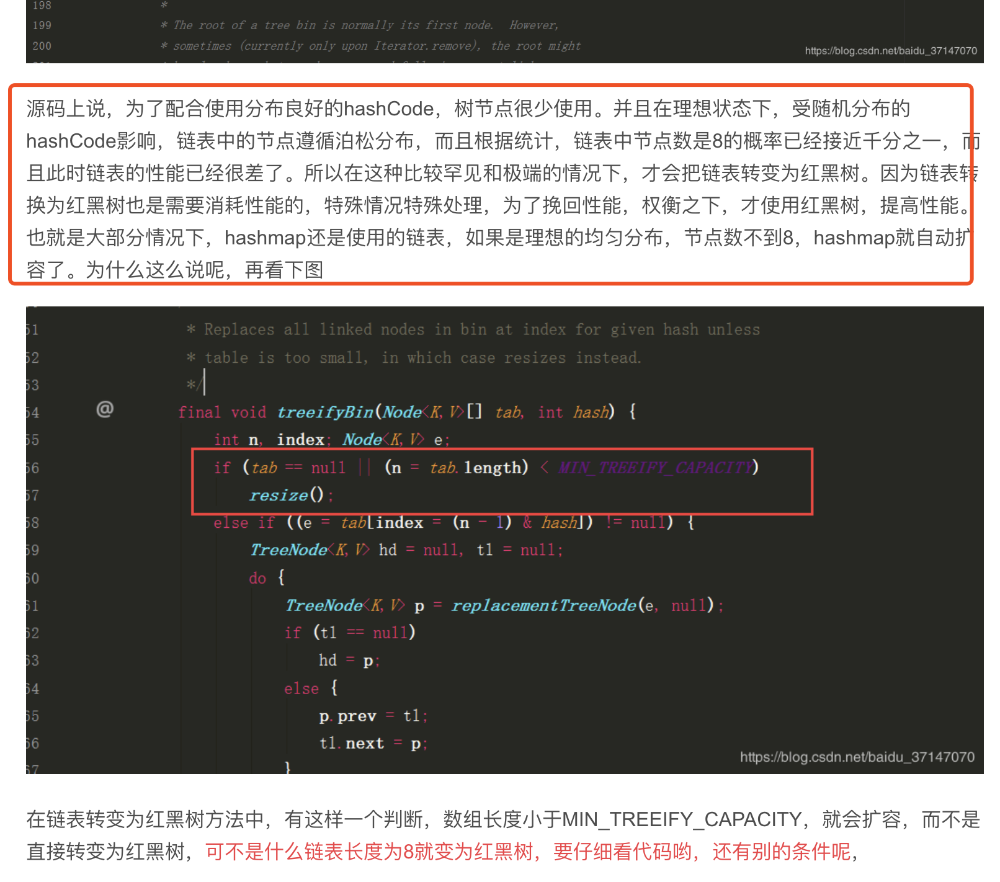 198 *
199 * The root of a tree bin is normally its first node. However,
200 * sometimes (currently only upon Iterator.remove), the root might
https://blog.csdn.net/baidu_37147070
源码上说，为了配合使用分布良好的hashCode，树节点很少使用。并且在理想状态下，受随机分布的
hashCode影响，链表中的节点遵循泊松分布，而且根据统计，链表中节点数是8的概率已经接近千分之一，而
且此时链表的性能已经很差了。所以在这种比较罕见和极端的情况下，才会把链表转变为红黑树。因为链表转
换为红黑树也是需要消耗性能的，特殊情况特殊处理，为了挽回性能，权衡之下，才使用红黑树，提高性能。
也就是大部分情况下，hashmap还是使用的链表，如果是理想的均匀分布，节点数不到8，hashmap就自动扩
容了。为什么这么说呢，再看下图
51 * Replaces all linked nodes in bin at index for given hash unless
52 * table is too small, in which case resizes instead.
53 */
54 @ final void treeifyBin(Node<K,V>[] tab, int hash) {
55 int n, index; Node<K,V> e;
56 if (tab == null || (n = tab.length) < MIN_TREEIFY_CAPACITY)
57 resize();
58 else if ((e = tab[index = (n - 1) & hash]) != null) {
59 TreeNode<K,V> hd = null, tl = null;
60 do {
61 TreeNode<K,V> p = replacementTreeNode(e, null);
62 if (tl == null)
63 hd = p;
64 else {
65 p.prev = tl;
66 tl.next = p;
67 }
https://blog.csdn.net/baidu_37147070
在链表转变为红黑树方法中，有这样一个判断，数组长度小于MIN_TREEIFY_CAPACITY，就会扩容，而不是
直接转变为红黑树，可不是什么链表长度为8就变为红黑树，要仔细看代码哟，还有别的条件呢，